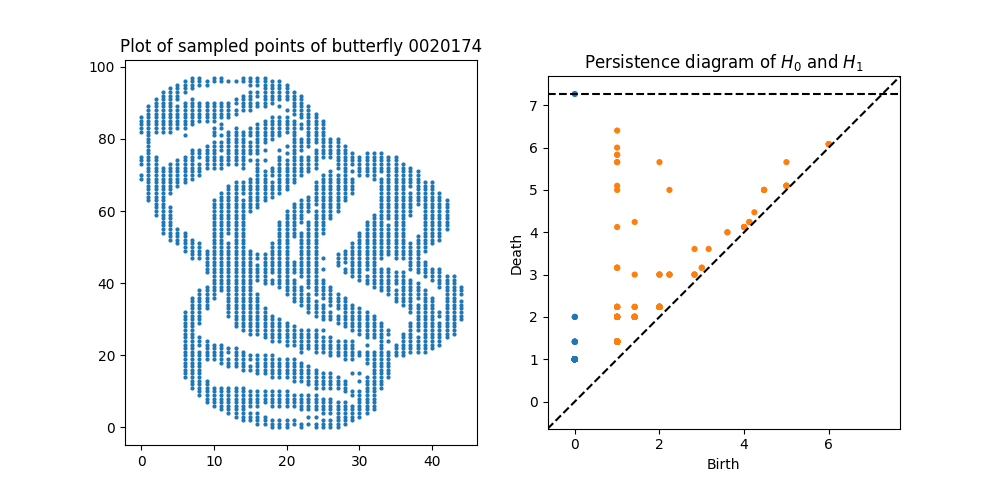 Plot of sampled points of butterfly 0020174
100
80
60
40
20
0
0 10 20 30 40
Persistence diagram of H₀ and H₁
7
6
5
4
3
2
1
0
Death
0 2 4 6
Birth